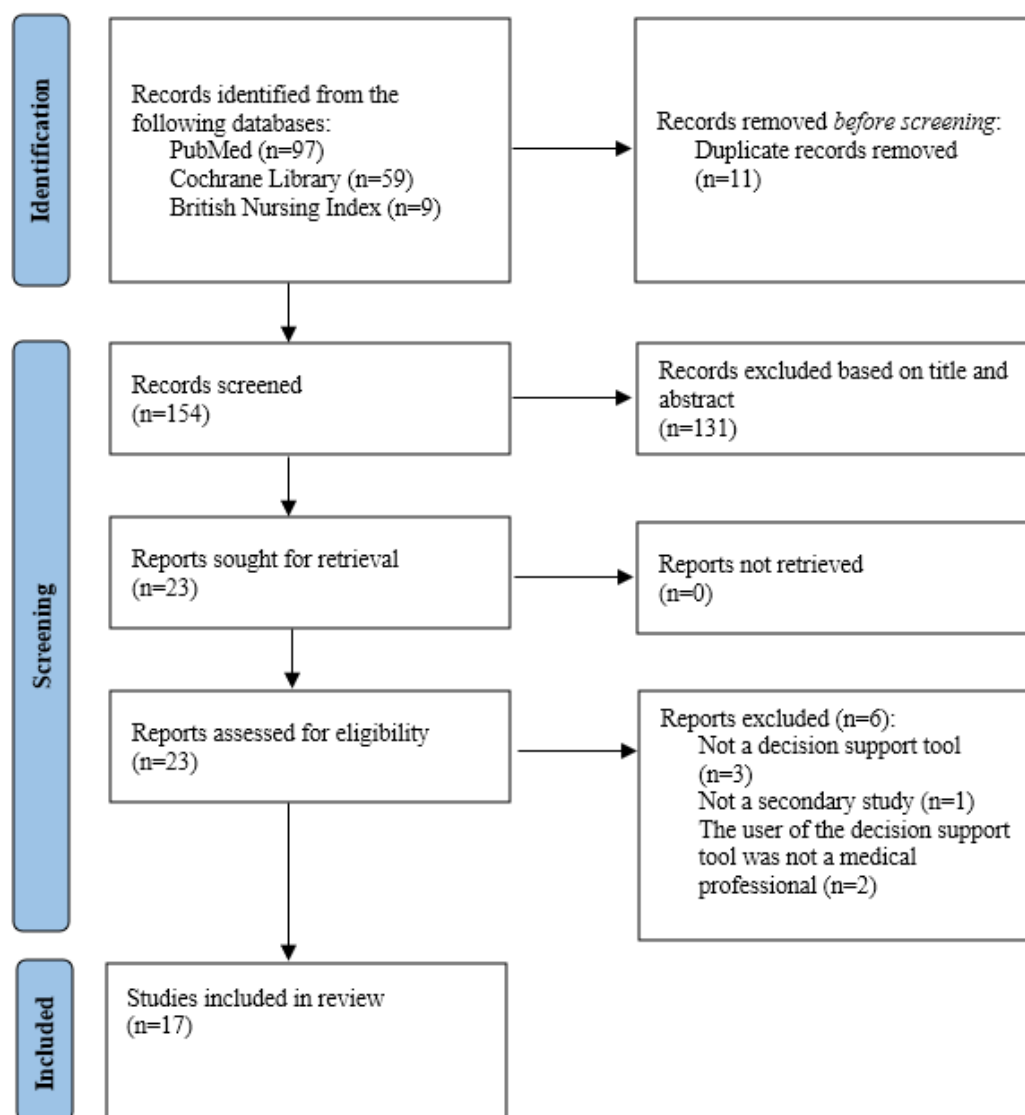 Identification
Records identified from the
following databases:
PubMed (n=97)
Cochrane Library (n=59)
British Nursing Index (n=9)
Records removed before screening:
Duplicate records removed
(n=11)
Screening
Records screened
(n=154)
Records excluded based on title and
abstract
(n=131)
Reports sought for retrieval
(n=23)
Reports not retrieved
(n=0)
Reports assessed for eligibility
(n=23)
Reports excluded (n=6):
Not a decision support tool
(n=3)
Not a secondary study (n=1)
The user of the decision support
tool was not a medical
professional (n=2)
Included
Studies included in review
(n=17)